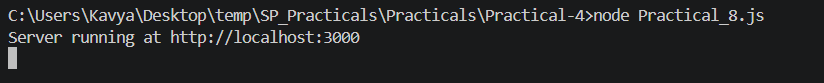 C:\Users\Kavya\Desktop\temp\SP_Practicals\Practicals\Practical-4>node Practical_8.js
Server running at http://localhost:3000